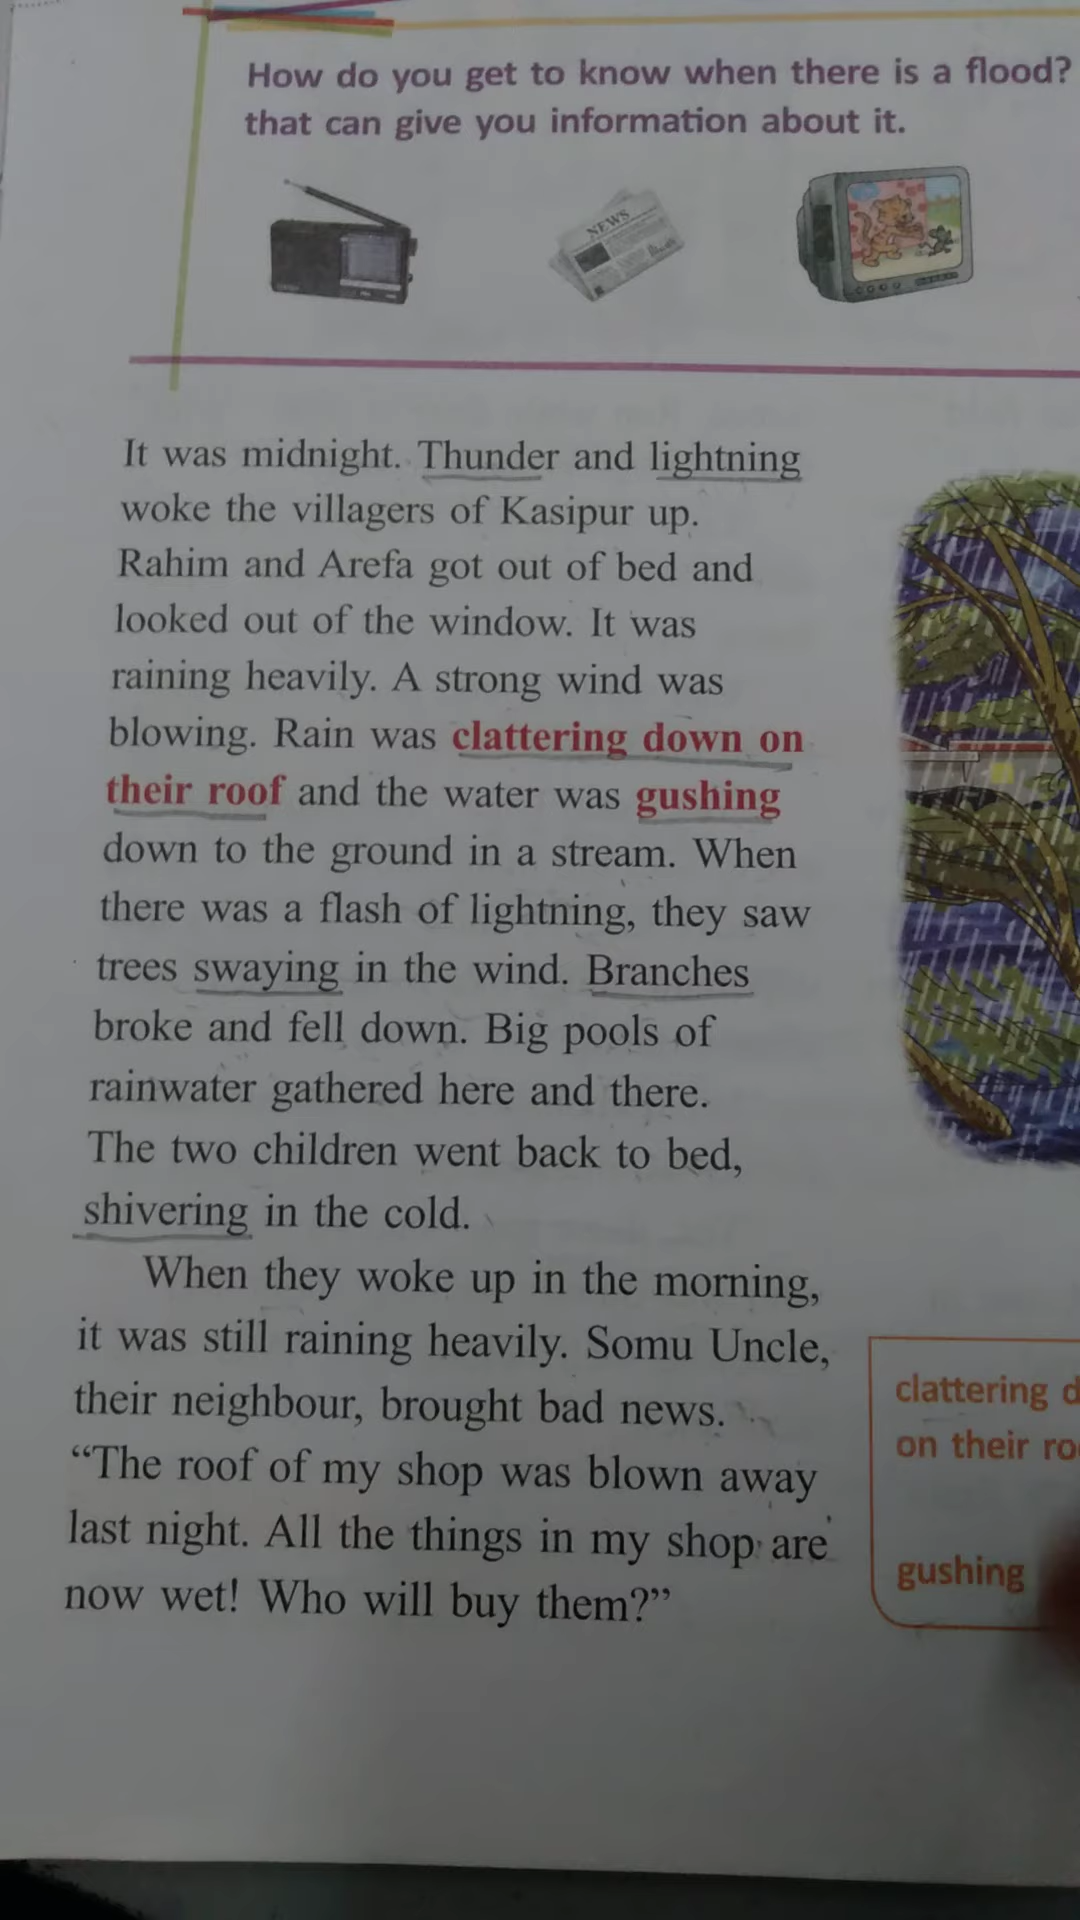 How do you get to know when there is a flood?
that can give you information about it.
NEWS
It was midnight. Thunder and lightning
woke the villagers of Kasipur up.
Rahim and Arefa got out of bed and
looked out of the window. It was
raining heavily. A strong wind was
blowing. Rain was clattering down on
their roof and the water was gushing
down to the ground in a stream. When
there was a flash of lightning, they saw
trees swaying in the wind. Branches
broke and fell down. Big pools of
rainwater gathered here and there.
The two children went back to bed,
shivering in the cold.
When they woke up in the morning,
it was still raining heavily. Somu Uncle,
their neighbour, brought bad news.
“The roof of my shop was blown away
last night. All the things in my shop are
now wet! Who will buy them?”
clattering
on their
gushing